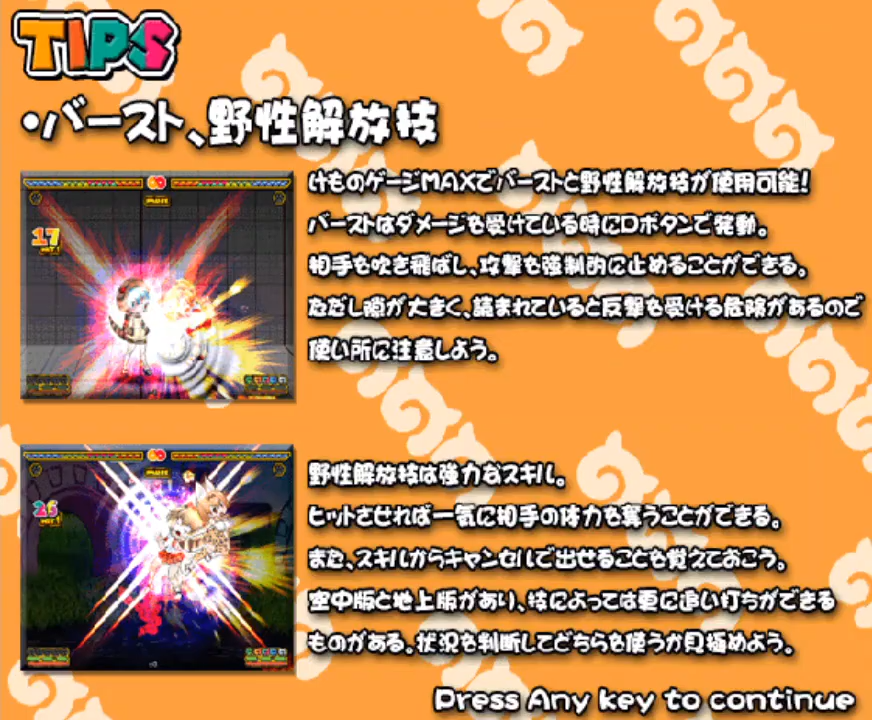 TIPS
•バースト、野性解放技
けものゲージMAXでバーストと野性解放技が使用可能!
バーストはダメージを受けている時にDボタンで発動。
相手を吹き飛ばし、攻撃を強制的に止めることができる。
ただし隙が大きく、読まれていると反撃を受ける危険があるので
使い所に注意しよう。
17
野性解放技は強力なスキル。
ヒットさせれば一気に相手の体力を奪うことができる。
また、スキルからキャンセルで出せることも覚えておこう。
空中版と地上版があり、技によっては更に追い打ちができる
ものがある。状況を判断してどちらを使うか見極めよう。
26
Press Any key to continue